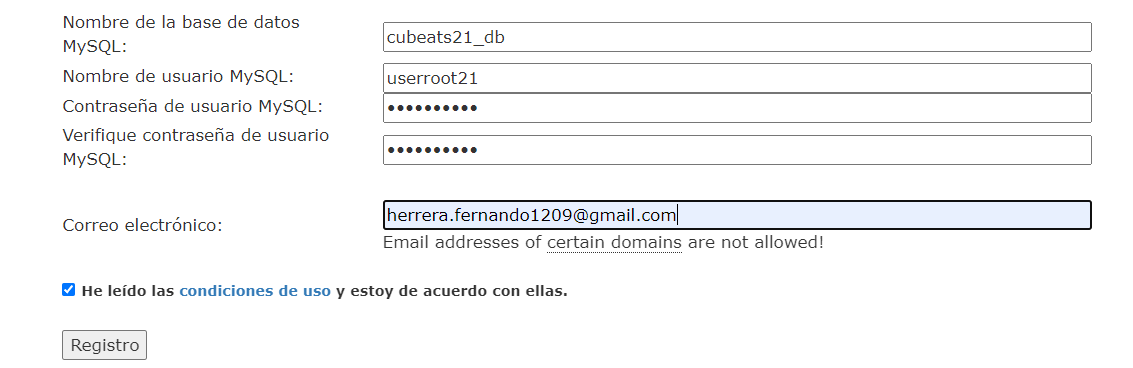 Nombre de la base de datos
MySQL:
cubeats21_db
Nombre de usuario MySQL:
userroot21
Contraseña de usuario MySQL:
••••••••••
Verifique contraseña de usuario
MySQL:
••••••••••
Correo electrónico:
herrera.fernando1209@gmail.com
Email addresses of certain domains are not allowed!
He leído las condiciones de uso y estoy de acuerdo con ellas.
Registro